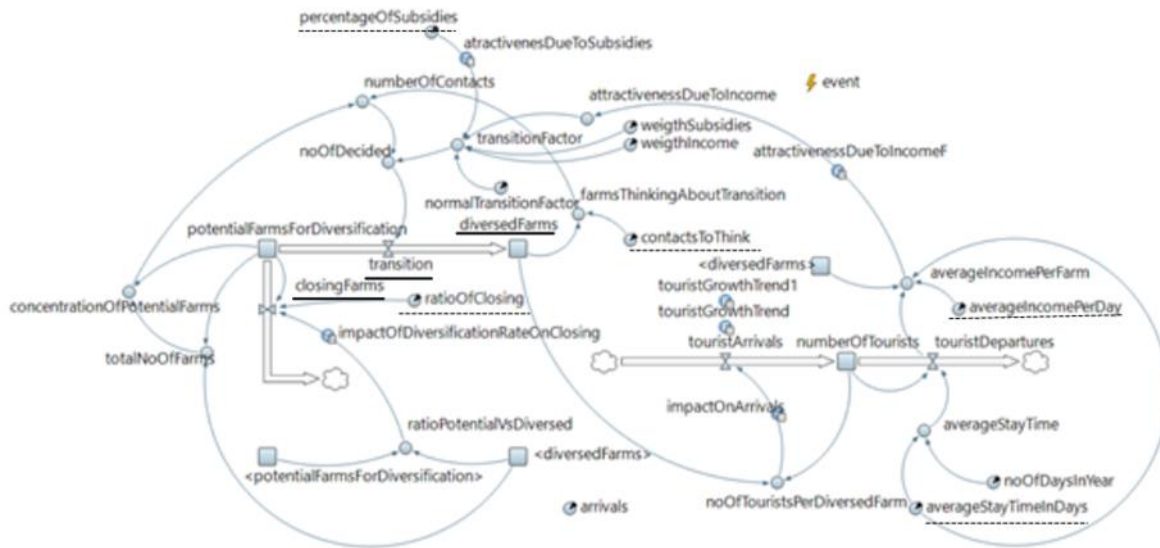 percentageOfSubsidies
atractivenesDueToSubsidies
numberOfContacts
event
attractivenessDueToIncome
weigthSubsidies
transitionFactor
weigthIncome
noOfDecided
attractivenessDueToIncomeF
normalTransitionFactor
farmsThinkingAboutTransition
potentialFarmsForDiversification
diversedFarms
contactsToThink
transition
<diversedFarms>
averageIncomePerFarm
closingFarms
touristGrowthTrend1
concentrationOfPotentialFarms
ratioOfClosing
averageIncomePerDay
touristGrowthTrend
impactOfDiversificationRateOnClosing
totalNoOfFarms
touristArrivals
numberOfTourists
touristDepartures
impactOnArrivals
ratioPotentialVsDiversed
averageStayTime
<diversedFarms>
<potentialFarmsForDiversification>
noOfDaysInYear
noOfTouristsPerDiversedFarm
arrivals
averageStayTimeInDays